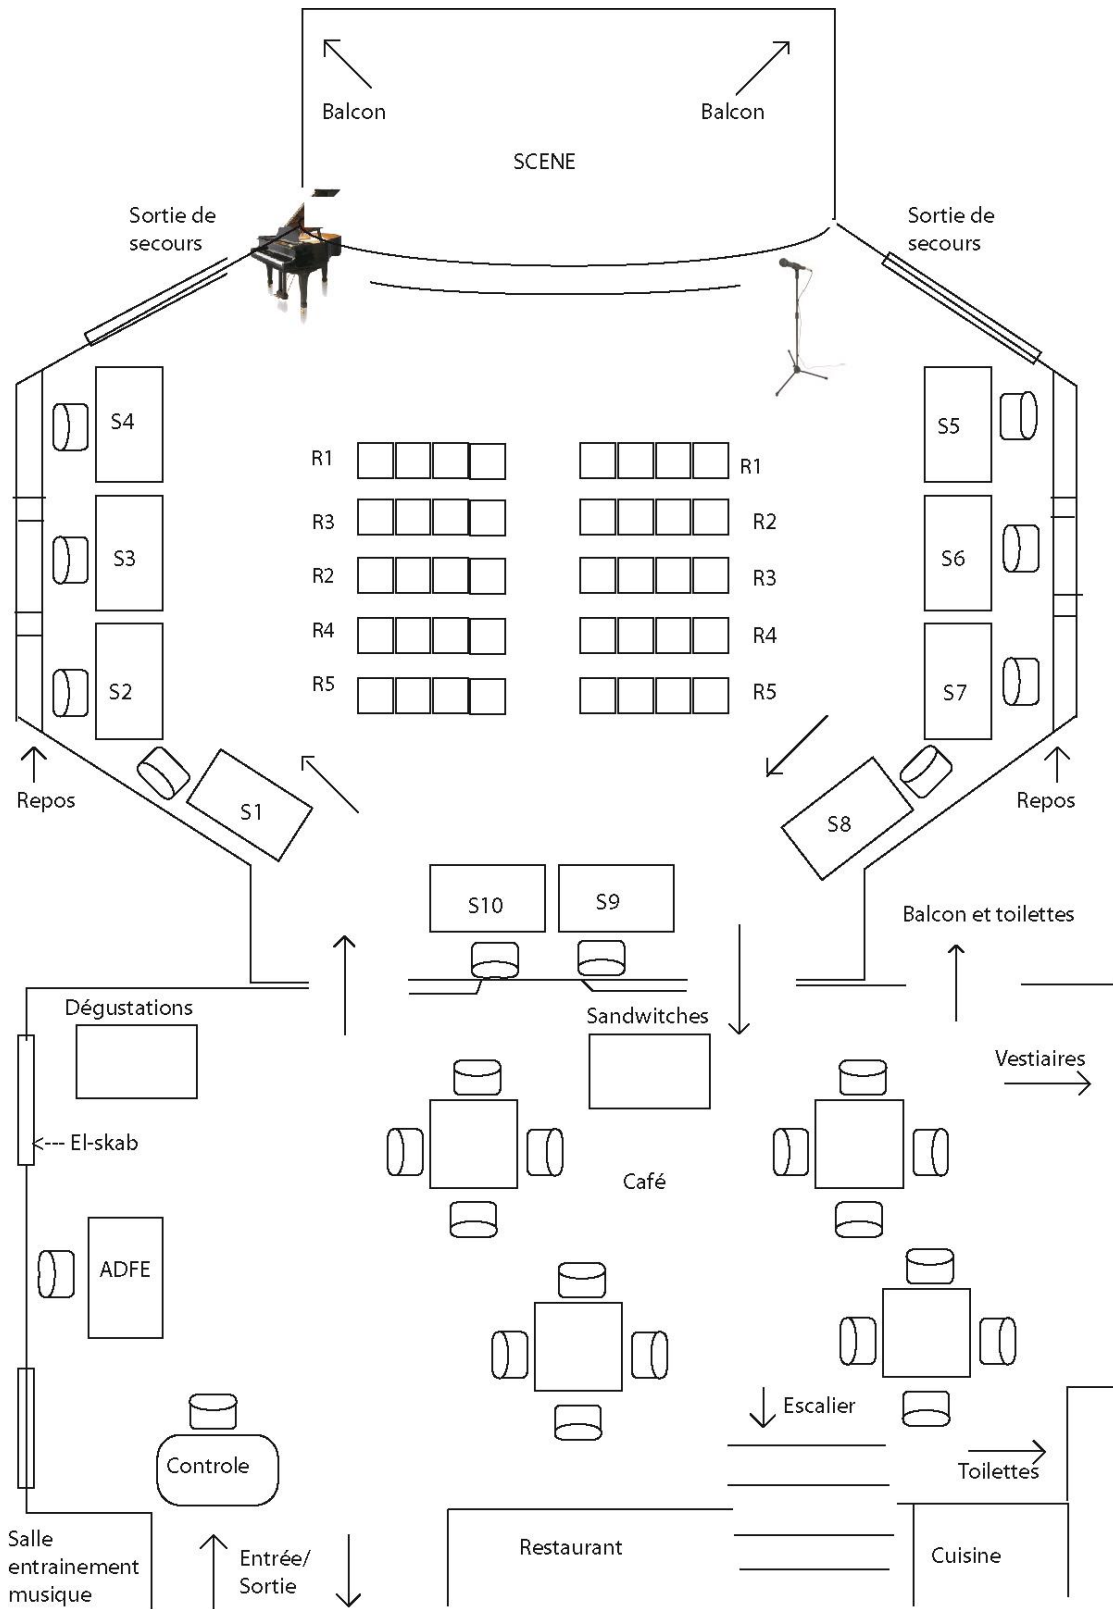 Balcon
Balcon
SCENE
Sortie de
secours
Sortie de
secours
S4
S5
R1
R1
R3
R2
S3
S6
R2
R3
R4
R4
R5
R5
S2
S7
Repos
Repos
S1
S8
S10
S9
Balcon et toilettes
Dégustations
Sandwitches
Vestiaires
<--- El-skab
Café
ADFE
Escalier
Controle
Toilettes
Salle
entrainement
musique
Entrée/
Sortie
Restaurant
Cuisine